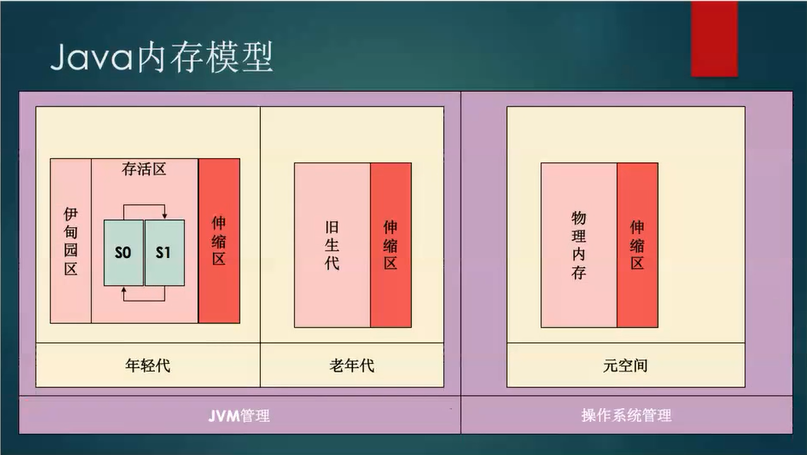 Java内存模型
伊甸园区
存活区
S0
S1
伸缩区
旧生代
伸缩区
物理内存
伸缩区
年轻代
老年代
元空间
JVM管理
操作系统管理